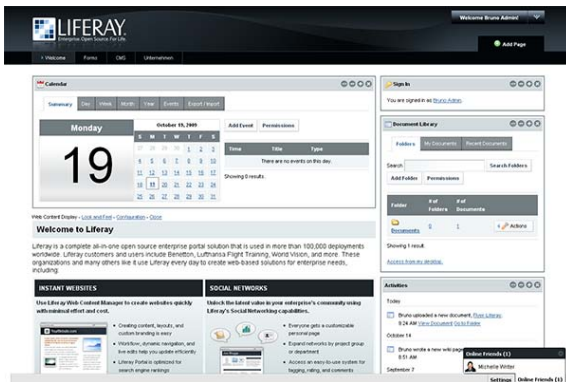 LIFERAY.
Enterprise. Open Source. For Life.
Welcome Bruno Admin!
Add Page
Welcome
Forms
CMS
Unternehmen
Calendar
Summary Day Week Month Year Events Export / Import
Monday
19
October 19, 2009
S M T W T F S
27 28 29 30 1 2 3
4 5 6 7 8 9 10
11 12 13 14 15 16 17
18 19 20 21 22 23 24
25 26 27 28 29 30 31
Add Event Permissions
Time Title Type
There are no events on this day.
Showing 0 results.
Sign In
You are signed in as Bruno Admin.
Document Library
Folders My Documents Recent Documents
Search Search Folders
Add Folder Permissions
Folder # of Folders # of Documents
Documents 0 1 Actions
Showing 1 result.
Access from my desktop.
Web Content Display - Look and Feel - Configuration - Close
Welcome to Liferay
Liferay is a complete all-in-one open source enterprise portal solution that is used in more than 100,000 deployments
worldwide. Liferay customers and users include Benetton, Lufthansa Flight Training, World Vision, and more. These
organizations and many others like it use Liferay every day to create web-based solutions for enterprise needs,
including:
INSTANT WEBSITES
Use Liferay Web Content Manager to create websites quickly
with minimal effort and cost.
Creating content, layouts, and
custom branding is easy
Workflow, dynamic navigation, and
live edits help you update efficiently
Liferay Portal is optimized for
search engine rankings
SOCIAL NETWORKS
Unlock the latent value in your enterprise's community using
Liferay's Social Networking capabilities.
Everyone gets a customizable
personal page
Expand networks by project group
or department
Access an easy-to-use system for
tagging, rating, and comments
Activities
Today
Bruno uploaded a new document,
9:24 AM View Document Go to Folder
October 14
Bruno wrote a new wiki page
8:51 AM
September 7
Online Friends (1)
Michelle Writer
Settings Online Friends (1)